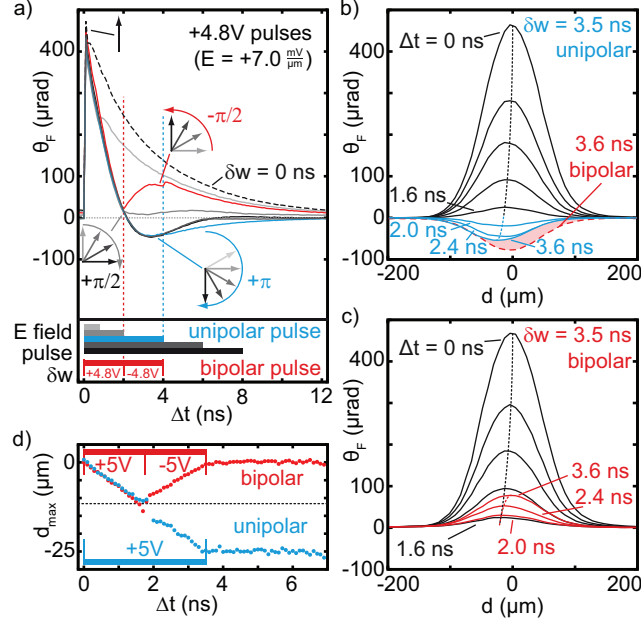 a)
+4.8V pulses
(E = +7.0 mV/µm)
400
100
0
-100
θF (µrad)
-π/2
δw = 0 ns
+π/2
+π
E field
pulse
δw
unipolar pulse
+4.8V
-4.8V
bipolar pulse
0 2 4 6 8 10 12
Δt (ns)
b)
δw = 3.5 ns
unipolar
Δt = 0 ns
400
100
0
-100
θF (µrad)
3.6 ns
bipolar
1.6 ns
2.0 ns
2.4 ns
3.6 ns
-200 0 200
d (µm)
c)
δw = 3.5 ns
bipolar
Δt = 0 ns
400
100
0
-100
θF (µrad)
3.6 ns
2.4 ns
1.6 ns
2.0 ns
-200 0 200
d (µm)
d)
0
-25
dmax (µm)
+5V
-5V
bipolar
unipolar
+5V
0 2 4 6
Δt (ns)